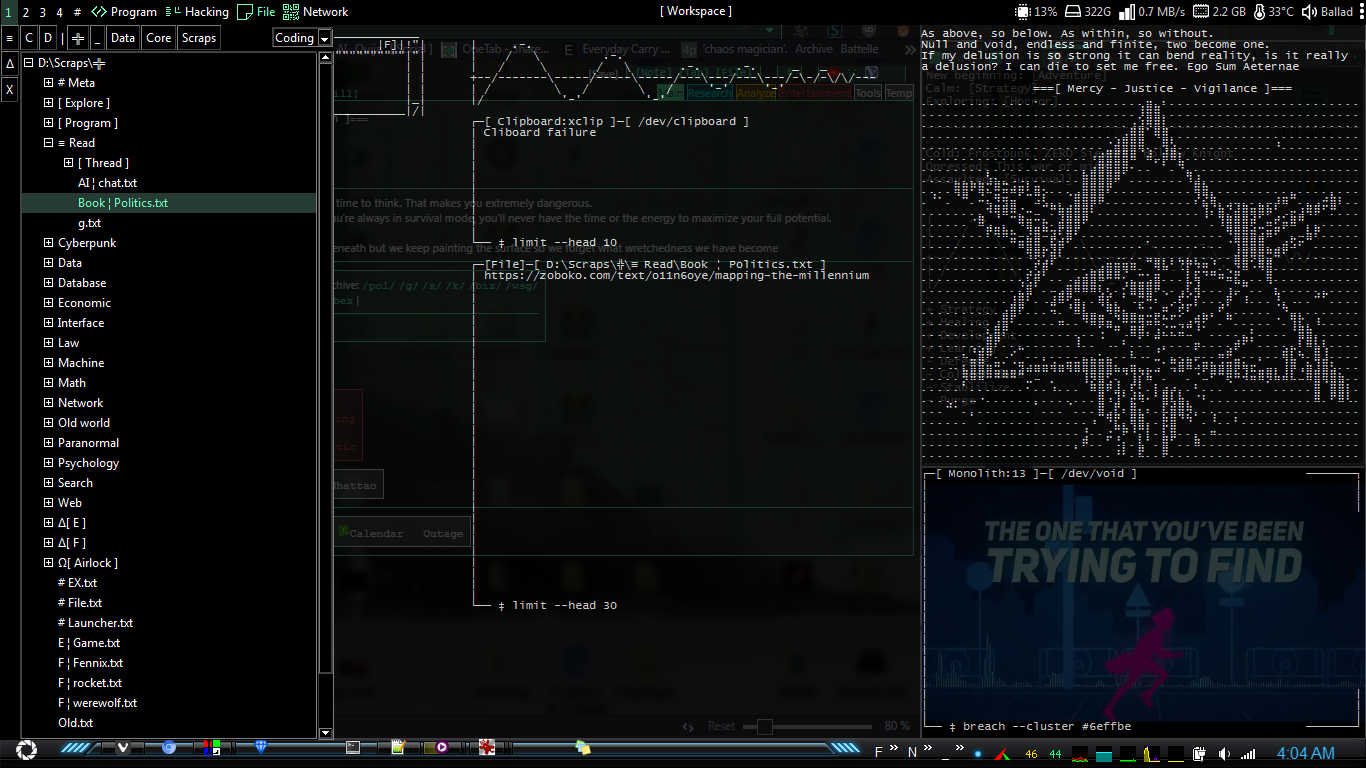 1 2 3 4 # <> Program Hacking File Network
[ Workspace ]
13% 322G 0.7 MB/s 2.2 GB 33°C Ballad
≡ C D | ╬ _ Data Core Scraps Coding
Δ
X
D:\Scraps\╬
# Meta
[ Explore ]
[ Program ]
≡ Read
[ Thread ]
AI ¦ chat.txt
Book ¦ Politics.txt
g.txt
Cyberpunk
Data
Database
Economic
Interface
Law
Machine
Math
Network
Old world
Paranormal
Psychology
Search
Web
Δ[ E ]
Δ[ F ]
Ω[ Airlock ]
# EX.txt
# File.txt
# Launcher.txt
E ¦ Game.txt
F ¦ Fennix.txt
F ¦ rocket.txt
F ¦ werewolf.txt
Old.txt
OneTab
Everyday Carry ...
'chaos magician'.
Archive
Battelle
[Note]
[File]
Research
Analyze
Entertainment
Tools
Temp
[ Clipboard:xclip ]─[ /dev/clipboard ]
Cliboard failure
time to think. That makes you extremely dangerous.
you're always in survival mode, you'll never have the time or the energy to maximize your full potential.
‡ limit --head 10
but we keep painting the surface so we forget what wretchedness we have become
[File]─[ D:\Scraps\╬\≡ Read\Book ¦ Politics.txt ]
https://zoboko.com/text/o11n6oye/mapping-the-millennium
/pol/ /g/ /x/ /k/ /biz/ /wsg/
Calendar Outage
‡ limit --head 30
Reset 80 %
As above, so below. As within, so without.
Null and void, endless and finite, two become one.
If my delusion is so strong it can bend reality, is it really
a delusion? I can die to set me free. Ego Sum Aeternae
New beginning: [Adventure]
Calm: [Strategy
===[ Mercy - Justice - Vigilance ]===
Exploring: [Horror]
[ Monolith:13 ]─[ /dev/void ]
THE ONE THAT YOU'VE BEEN
TRYING TO FIND
‡ breach --cluster #6effbe
F » N » _ » 46 44 4:04 AM